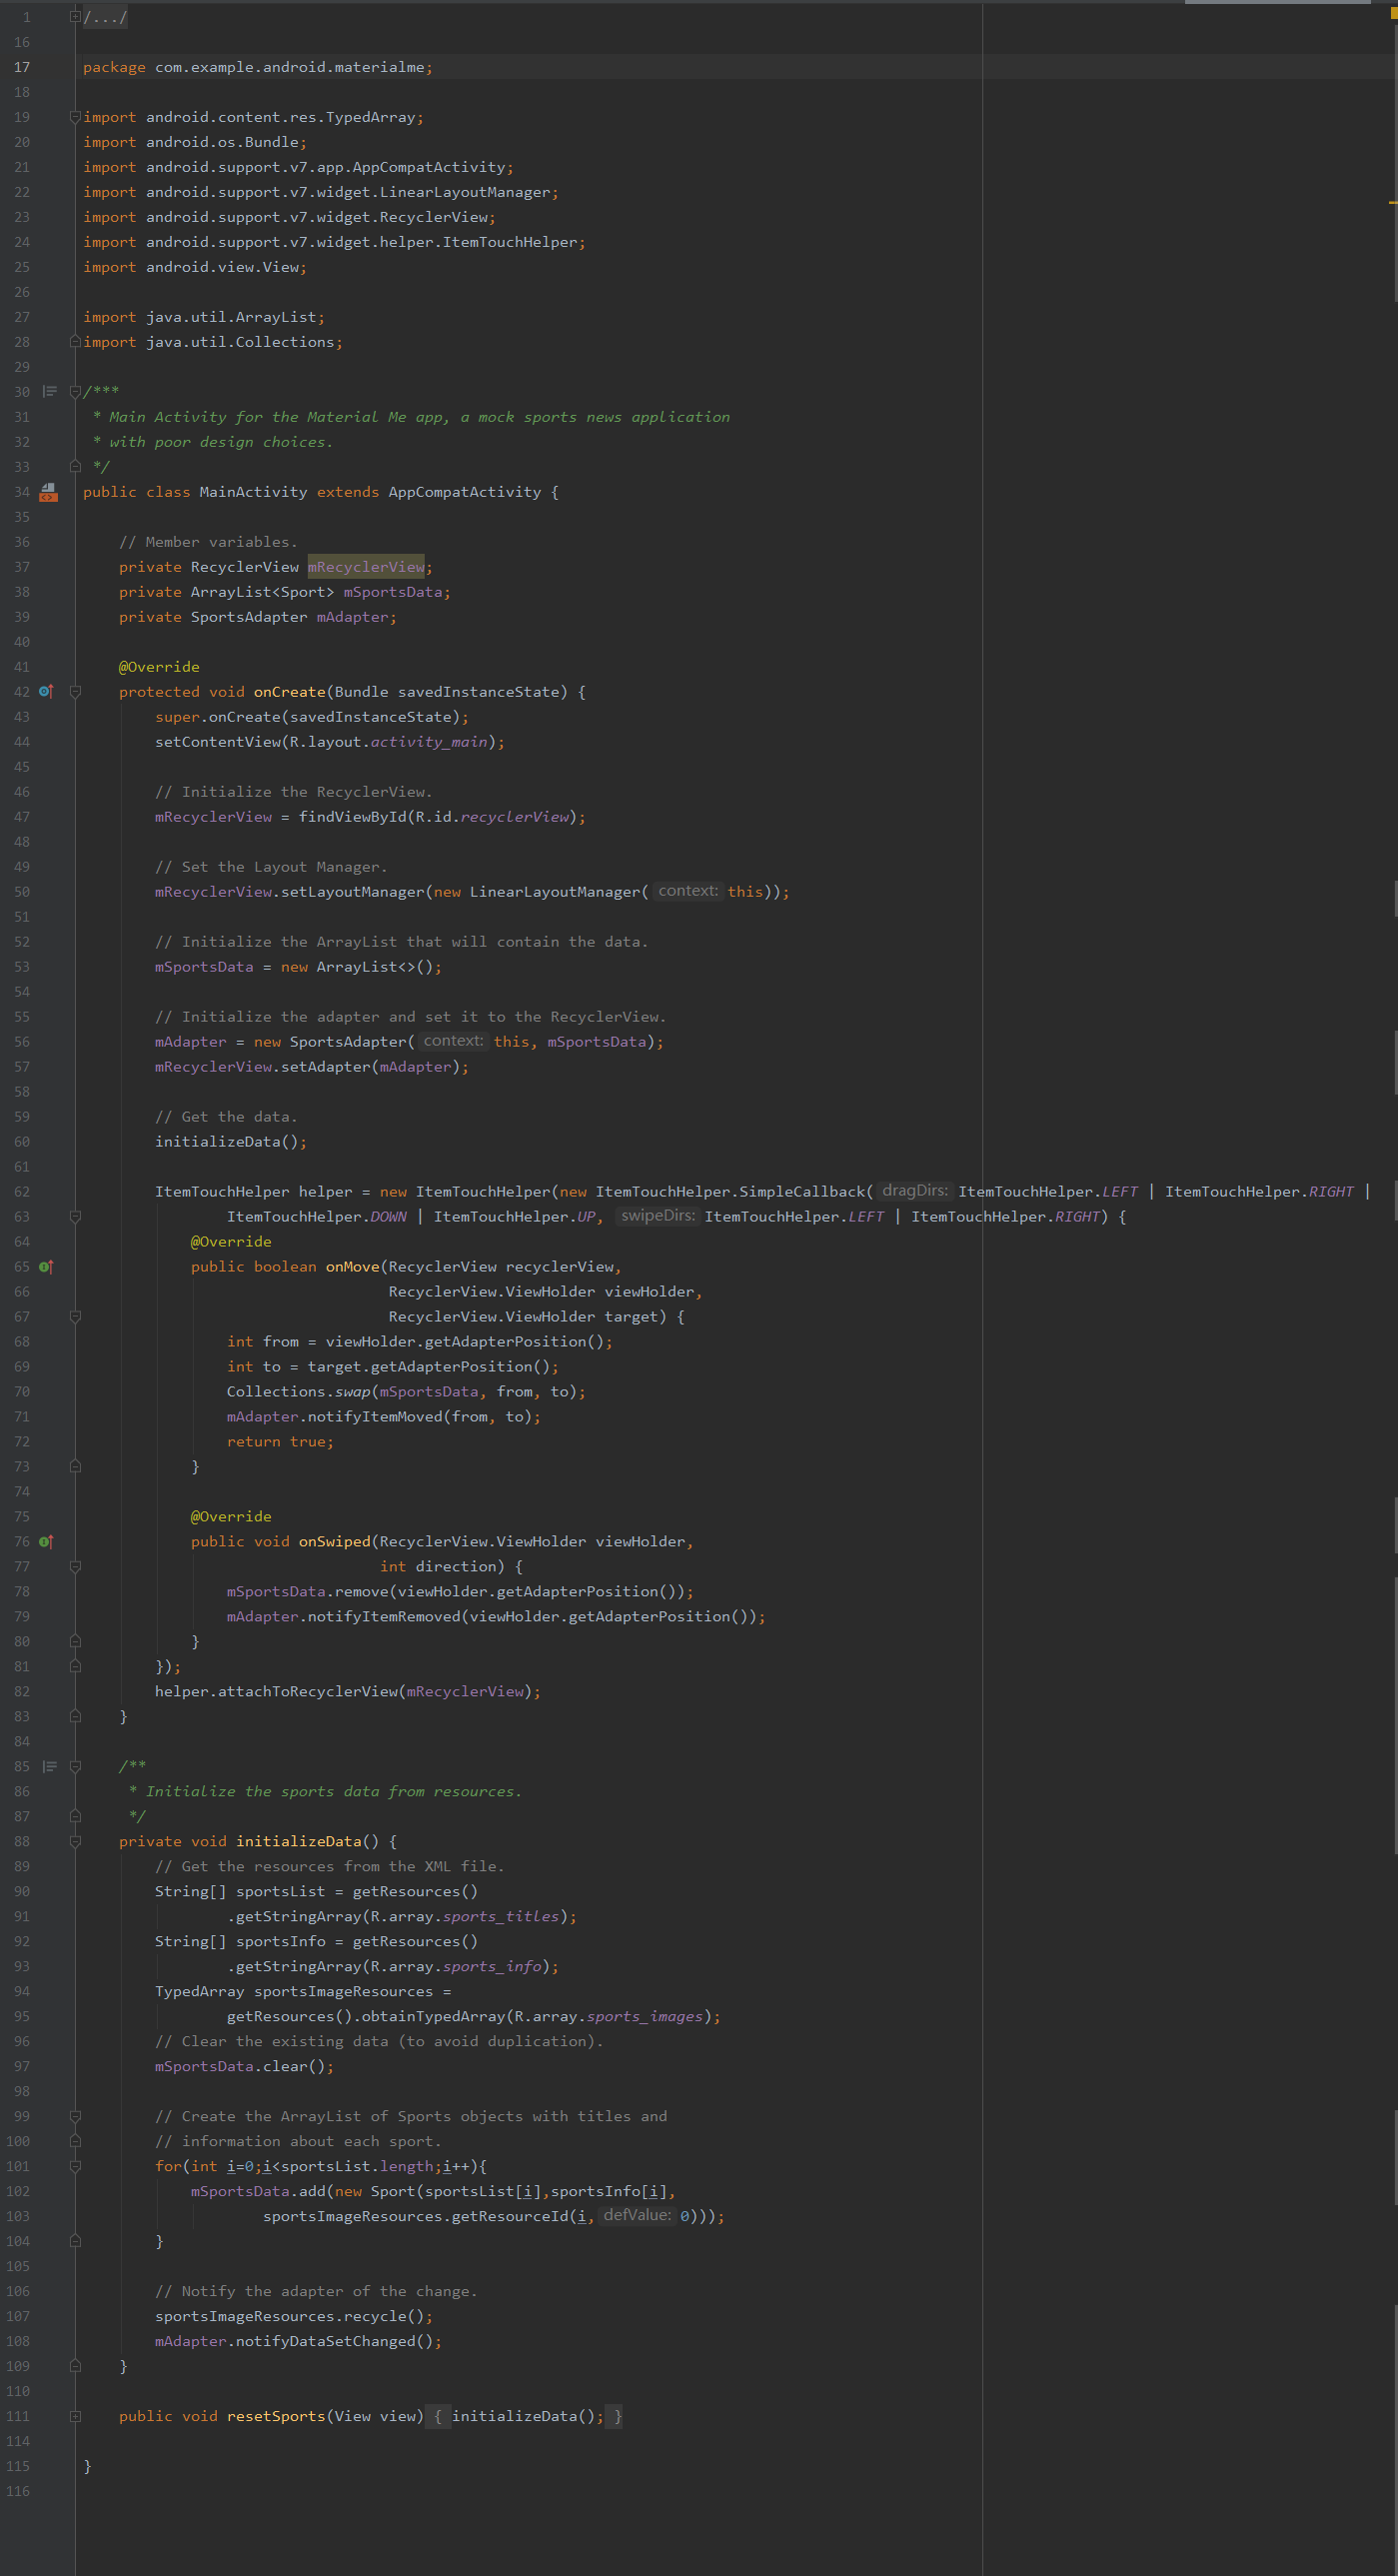 1 /.../
16
17 package com.example.android.materialme;
18
19 import android.content.res.TypedArray;
20 import android.os.Bundle;
21 import android.support.v7.app.AppCompatActivity;
22 import android.support.v7.widget.LinearLayoutManager;
23 import android.support.v7.widget.RecyclerView;
24 import android.support.v7.widget.helper.ItemTouchHelper;
25 import android.view.View;
26
27 import java.util.ArrayList;
28 import java.util.Collections;
29
30 /***
31  * Main Activity for the Material Me app, a mock sports news application
32  * with poor design choices.
33  */
34 public class MainActivity extends AppCompatActivity {
35
36     // Member variables.
37     private RecyclerView mRecyclerView;
38     private ArrayList<Sport> mSportsData;
39     private SportsAdapter mAdapter;
40
41     @Override
42     protected void onCreate(Bundle savedInstanceState) {
43         super.onCreate(savedInstanceState);
44         setContentView(R.layout.activity_main);
45
46         // Initialize the RecyclerView.
47         mRecyclerView = findViewById(R.id.recyclerView);
48
49         // Set the Layout Manager.
50         mRecyclerView.setLayoutManager(new LinearLayoutManager( context: this));
51
52         // Initialize the ArrayList that will contain the data.
53         mSportsData = new ArrayList<>();
54
55         // Initialize the adapter and set it to the RecyclerView.
56         mAdapter = new SportsAdapter( context: this, mSportsData);
57         mRecyclerView.setAdapter(mAdapter);
58
59         // Get the data.
60         initializeData();
61
62         ItemTouchHelper helper = new ItemTouchHelper(new ItemTouchHelper.SimpleCallback( dragDirs: ItemTouchHelper.LEFT | ItemTouchHelper.RIGHT |
63                 ItemTouchHelper.DOWN | ItemTouchHelper.UP, swipeDirs: ItemTouchHelper.LEFT | ItemTouchHelper.RIGHT) {
64             @Override
65             public boolean onMove(RecyclerView recyclerView,
66                                   RecyclerView.ViewHolder viewHolder,
67                                   RecyclerView.ViewHolder target) {
68                 int from = viewHolder.getAdapterPosition();
69                 int to = target.getAdapterPosition();
70                 Collections.swap(mSportsData, from, to);
71                 mAdapter.notifyItemMoved(from, to);
72                 return true;
73             }
74
75             @Override
76             public void onSwiped(RecyclerView.ViewHolder viewHolder,
77                                  int direction) {
78                 mSportsData.remove(viewHolder.getAdapterPosition());
79                 mAdapter.notifyItemRemoved(viewHolder.getAdapterPosition());
80             }
81         });
82         helper.attachToRecyclerView(mRecyclerView);
83     }
84
85     /**
86      * Initialize the sports data from resources.
87      */
88     private void initializeData() {
89         // Get the resources from the XML file.
90         String[] sportsList = getResources()
91                 .getStringArray(R.array.sports_titles);
92         String[] sportsInfo = getResources()
93                 .getStringArray(R.array.sports_info);
94         TypedArray sportsImageResources =
95                 getResources().obtainTypedArray(R.array.sports_images);
96         // Clear the existing data (to avoid duplication).
97         mSportsData.clear();
98
99         // Create the ArrayList of Sports objects with titles and
100         // information about each sport.
101         for(int i=0;i<sportsList.length;i++){
102             mSportsData.add(new Sport(sportsList[i],sportsInfo[i],
103                     sportsImageResources.getResourceId(i, defValue: 0)));
104         }
105
106         // Notify the adapter of the change.
107         sportsImageResources.recycle();
108         mAdapter.notifyDataSetChanged();
109     }
110
111     public void resetSports(View view) { initializeData(); }
114
115 }
116